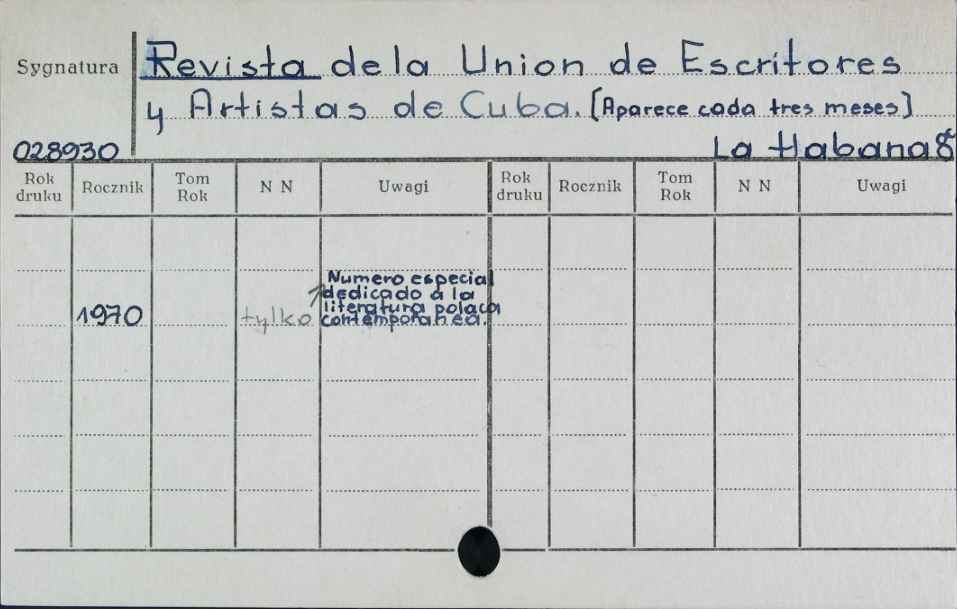 Sygnatura
Revista de la Union de Escritores
y Artistas de Cuba. [Aparece cada tres meses]
028930
La Habana
Rok druku Rocznik Tom Rok N N Uwagi Rok druku Rocznik Tom Rok N N Uwagi
1970 tylko
Numero especial
dedicado a la
literatura polaca
contemporanea.